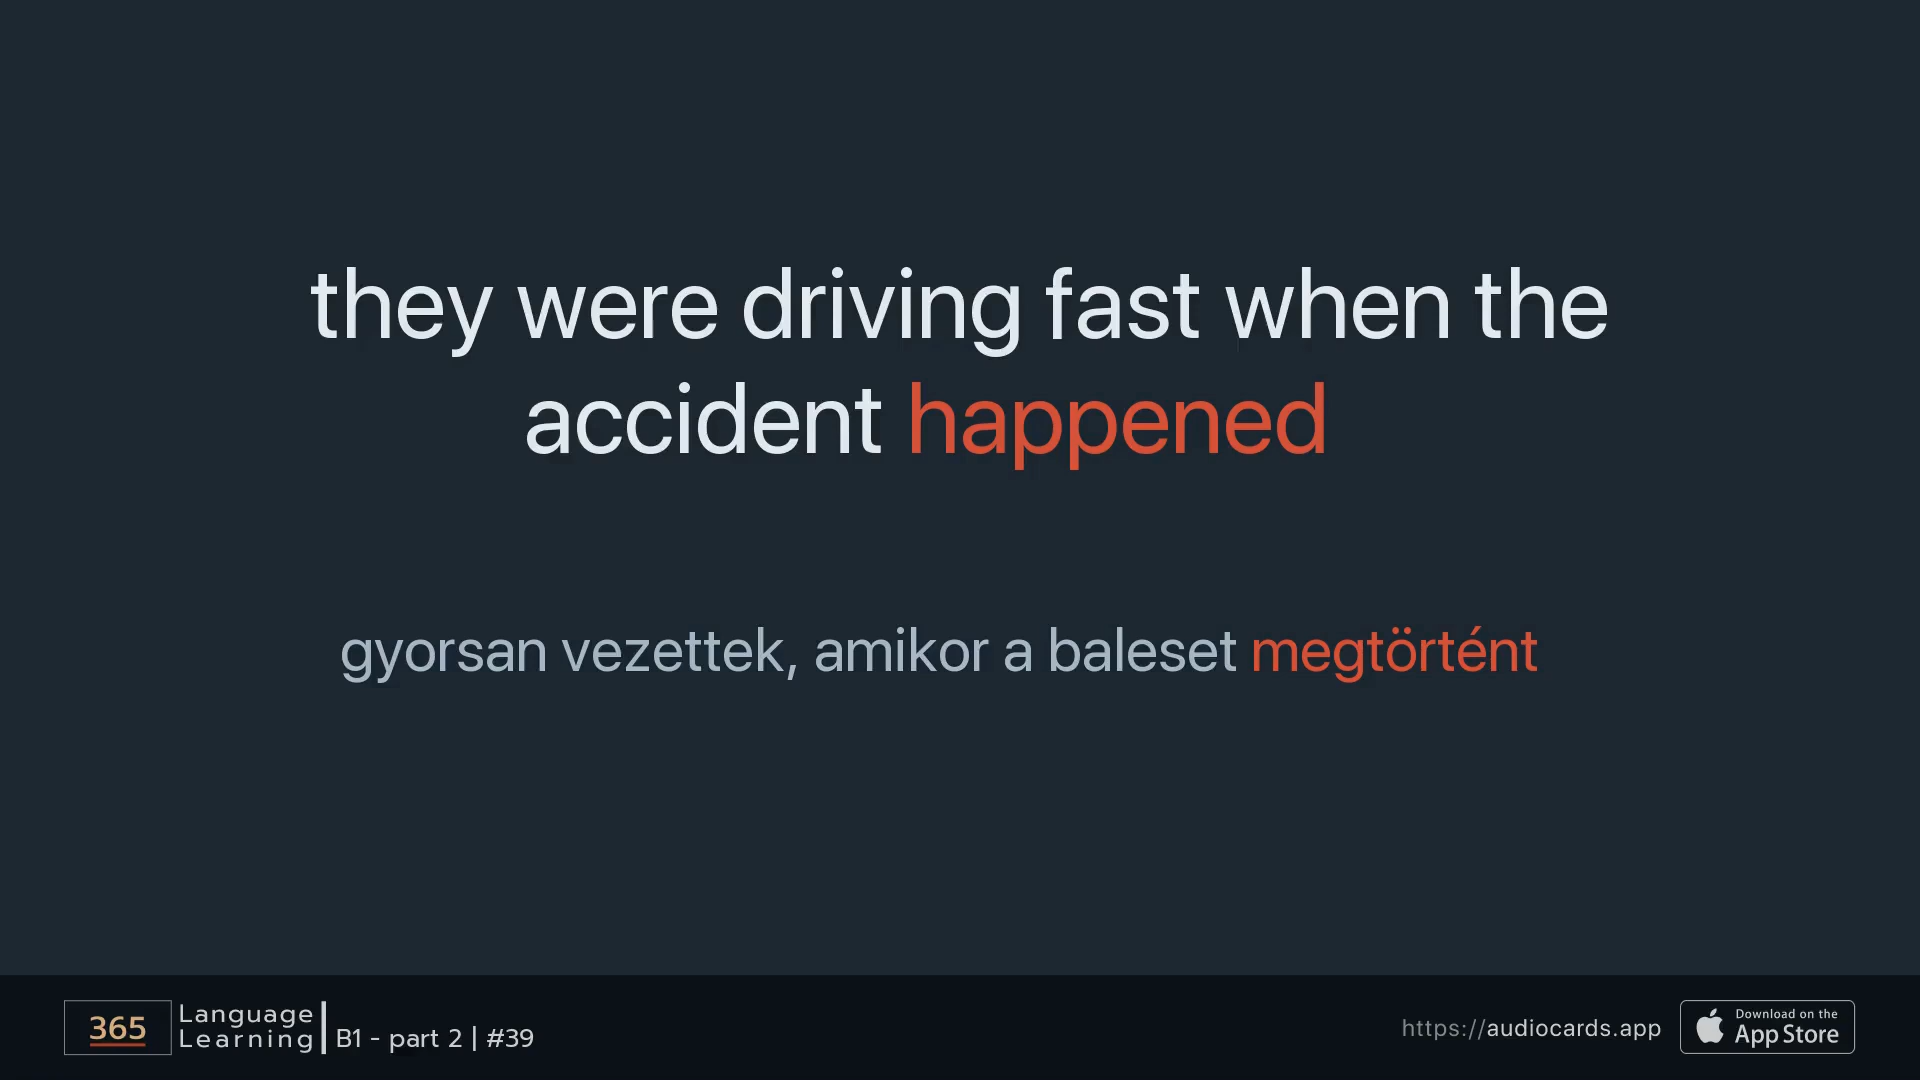 they were driving fast when the
accident happened
gyorsan vezettek, amikor a baleset megtörtént
365
Language
Learning
B1 - part 2 | #39
https://audiocards.app
Download on the
App Store